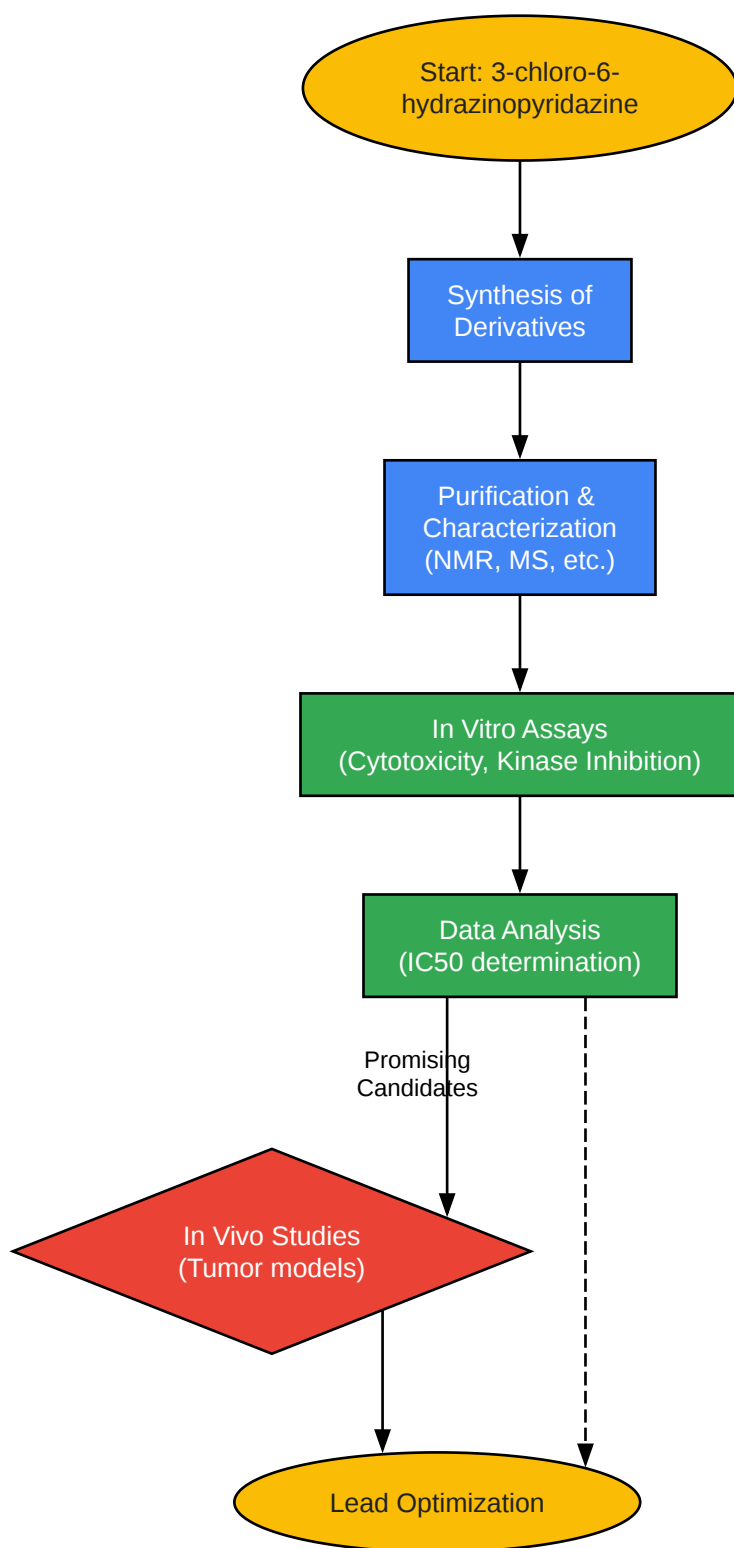 Start: 3-chloro-6-
hydrazinopyridazine
Synthesis of
Derivatives
Purification &
Characterization
(NMR, MS, etc.)
In Vitro Assays
(Cytotoxicity, Kinase Inhibition)
Data Analysis
(IC50 determination)
Promising
Candidates
In Vivo Studies
(Tumor models)
Lead Optimization